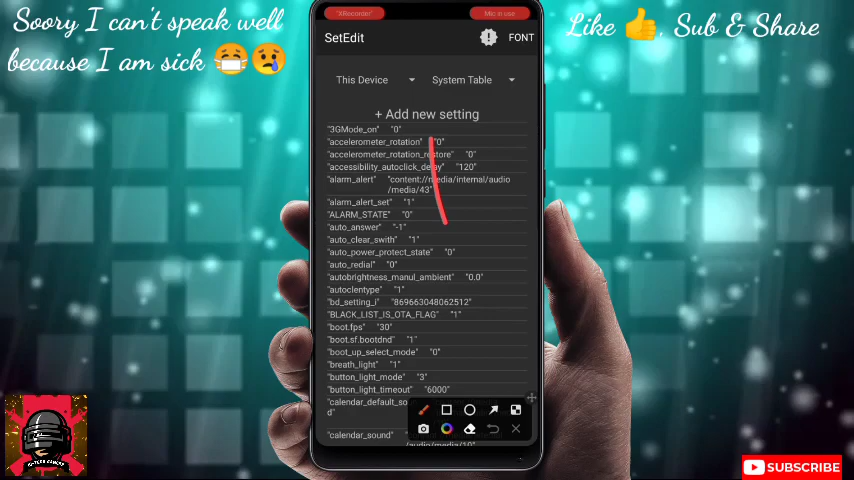 Soory I can't speak well
because I am sick 😷😢
Like 👍, Sub & Share
"XRecorder"
Mic in use
SetEdit
FONT
This Device
System Table
+ Add new setting
"3GMode_on" "0"
"accelerometer_rotation" "0"
"accelerometer_rotation_restore" "0"
"accessibility_autoclick_delay" "120"
"alarm_alert" "content://media/internal/audio
/media/43"
"alarm_alert_set" "1"
"ALARM_STATE" "0"
"auto_answer" "-1"
"auto_clear_swith" "1"
"auto_power_protect_state" "0"
"auto_redial" "0"
"autobrightness_manul_ambient" "0.0"
"autoclentype" "1"
"bd_setting_i" "869663048062512"
"BLACK_LIST_IS_OTA_FLAG" "1"
"boot.fps" "30"
"boot.sf.bootdnd" "1"
"boot_up_select_mode" "0"
"breath_light" "1"
"button_light_mode" "3"
"button_light_timeout" "6000"
"calendar_default_so
d"
"calendar_sound"
/audio/media/10"
SUBSCRIBE